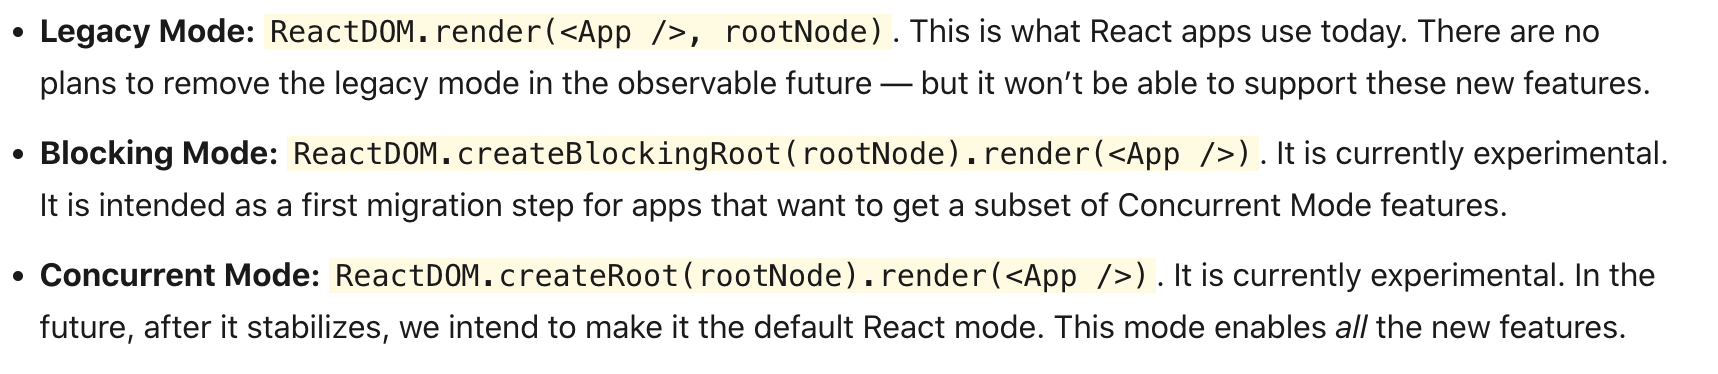 • Legacy Mode: ReactDOM.render(<App />, rootNode). This is what React apps use today. There are no
plans to remove the legacy mode in the observable future — but it won’t be able to support these new features.
• Blocking Mode: ReactDOM.createBlockingRoot(rootNode).render(<App />). It is currently experimental.
It is intended as a first migration step for apps that want to get a subset of Concurrent Mode features.
• Concurrent Mode: ReactDOM.createRoot(rootNode).render(<App />). It is currently experimental. In the
future, after it stabilizes, we intend to make it the default React mode. This mode enables all the new features.